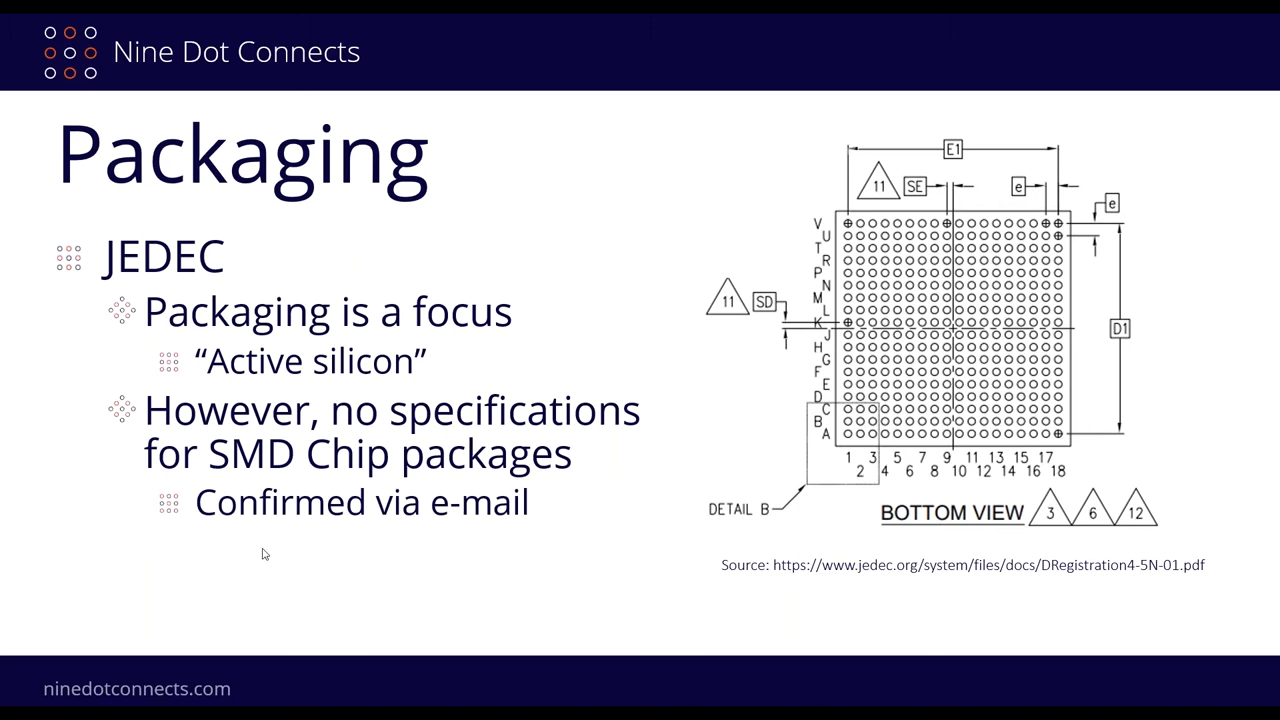 Nine Dot Connects
Packaging
JEDEC
Packaging is a focus
“Active silicon”
However, no specifications
for SMD Chip packages
Confirmed via e-mail
E1
11 SE e
e
V
U
T
R
P
N
M
L
K
J
H
G
F
E
D
C
B
A
11 SD
D1
1 3 5 7 9 11 13 15 17
2 4 6 8 10 12 14 16 18
DETAIL B
BOTTOM VIEW 3 6 12
Source: https://www.jedec.org/system/files/docs/DRegistration4-5N-01.pdf
ninedotconnects.com